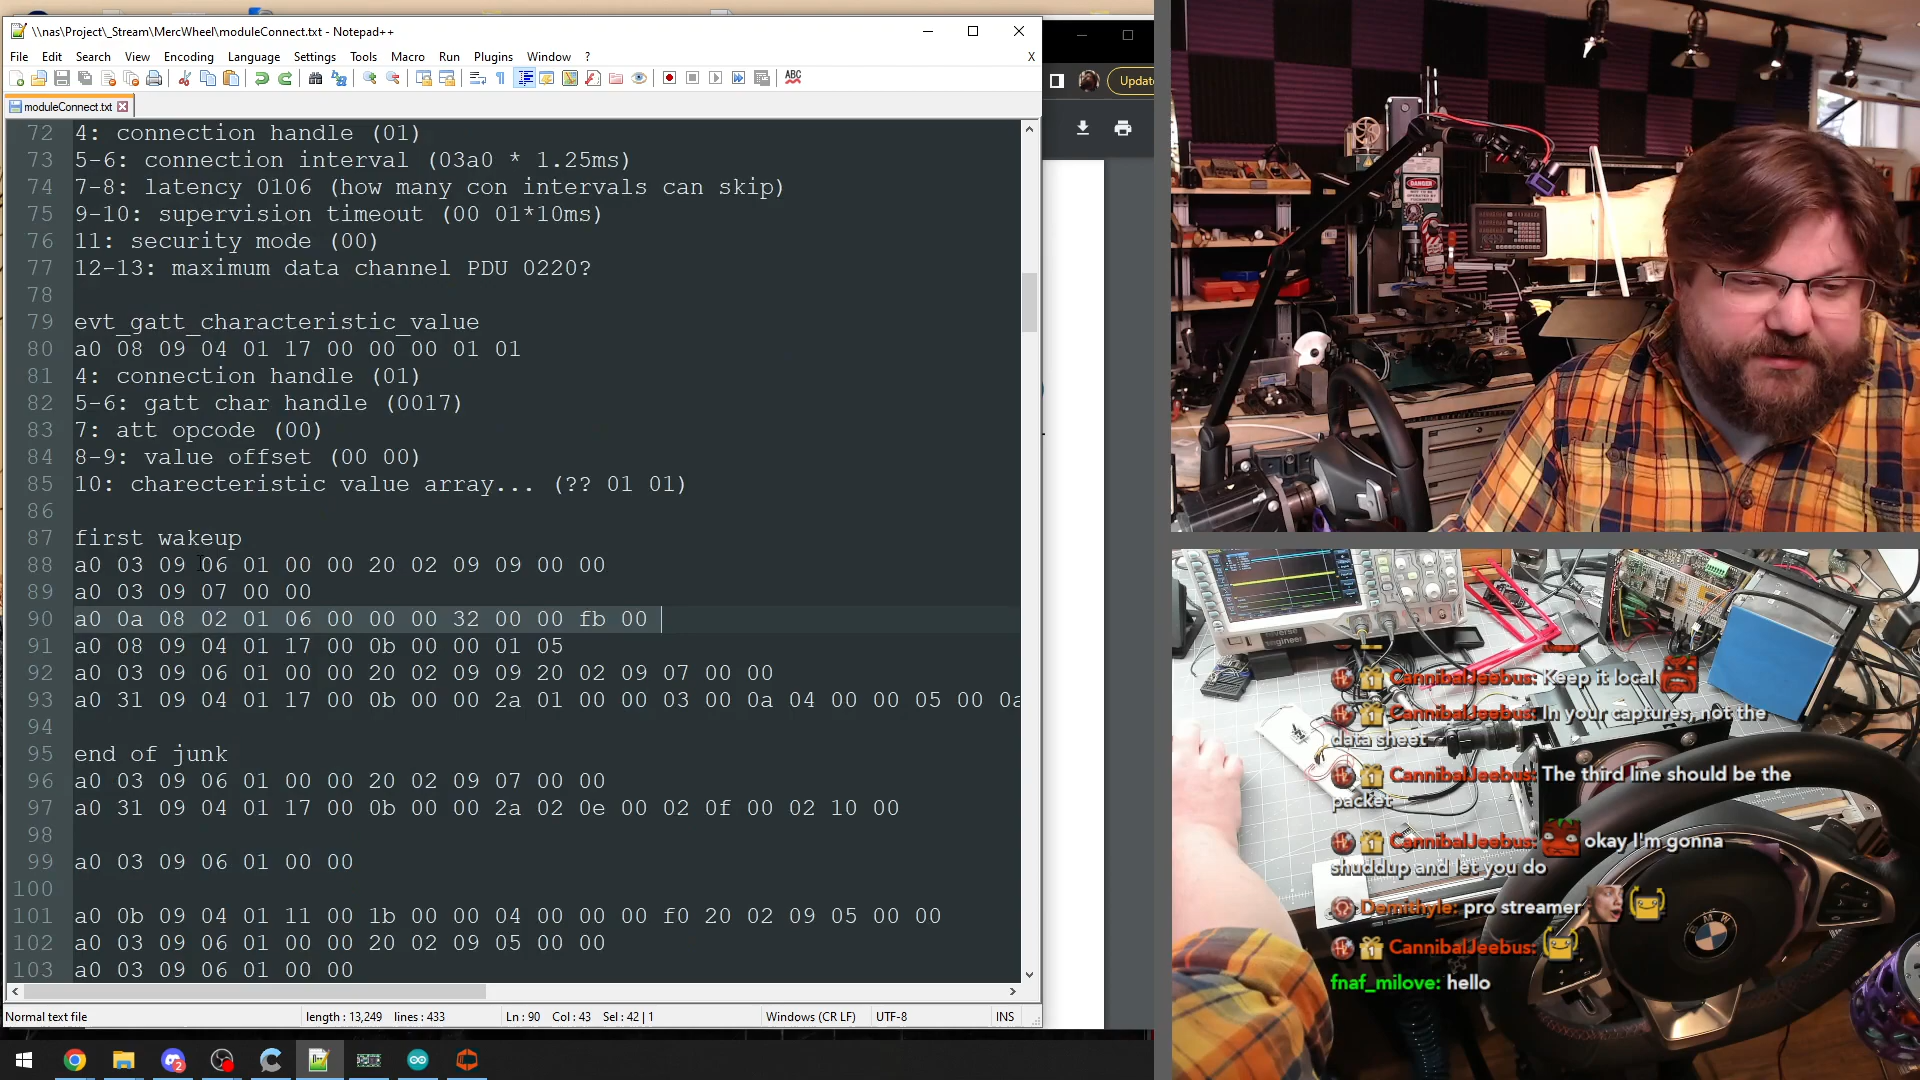 \\nas\Project\_Stream\MercWheel\moduleConnect.txt - Notepad++
File Edit Search View Encoding Language Settings Tools Macro Run Plugins Window ? X
moduleConnect.txt
72 4: connection handle (01)
73 5-6: connection interval (03a0 * 1.25ms)
74 7-8: latency 0106 (how many con intervals can skip)
75 9-10: supervision timeout (00 01*10ms)
76 11: security mode (00)
77 12-13: maximum data channel PDU 0220?
78
79 evt_gatt_characteristic_value
80 a0 08 09 04 01 17 00 00 00 01 01
81 4: connection handle (01)
82 5-6: gatt char handle (0017)
83 7: att opcode (00)
84 8-9: value offset (00 00)
85 10: charecteristic value array... (?? 01 01)
86
87 first wakeup
88 a0 03 09 06 01 00 00 20 02 09 09 00 00
89 a0 03 09 07 00 00
90 a0 0a 08 02 01 06 00 00 00 32 00 00 fb 00
91 a0 08 09 04 01 17 00 0b 00 00 01 05
92 a0 03 09 06 01 00 00 20 02 09 09 20 02 09 07 00 00
93 a0 31 09 04 01 17 00 0b 00 00 2a 01 00 00 03 00 0a 04 00 00 05 00 0a
94
95 end of junk
96 a0 03 09 06 01 00 00 20 02 09 07 00 00
97 a0 31 09 04 01 17 00 0b 00 00 2a 02 0e 00 02 0f 00 02 10 00
98
99 a0 03 09 06 01 00 00
100
101 a0 0b 09 04 01 11 00 1b 00 00 04 00 00 00 f0 20 02 09 05 00 00
102 a0 03 09 06 01 00 00 20 02 09 05 00 00
103 a0 03 09 06 01 00 00
Normal text file length : 13,249 lines : 433 Ln : 90 Col : 43 Sel : 42 | 1 Windows (CR LF) UTF-8 INS
Updat
DANGER
reverse
engineer
CannibalJeebus: Keep it local
CannibalJeebus: In your captures, not the
data sheet
CannibalJeebus: The third line should be the
packet
CannibalJeebus: okay I'm gonna
shuddup and let you do
Demithyle: pro streamer
CannibalJeebus:
fnaf_milove: hello
BMW